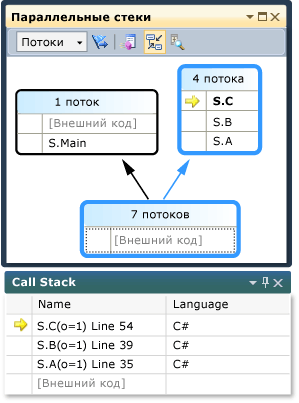 Параллельные стеки
Потоки
1 поток
[Внешний код]
S.Main
4 потока
S.C
S.B
S.A
7 потоков
[Внешний код]
Call Stack
Name Language
S.C(o=1) Line 54 C#
S.B(o=1) Line 39 C#
S.A(o=1) Line 35 C#
[Внешний код]